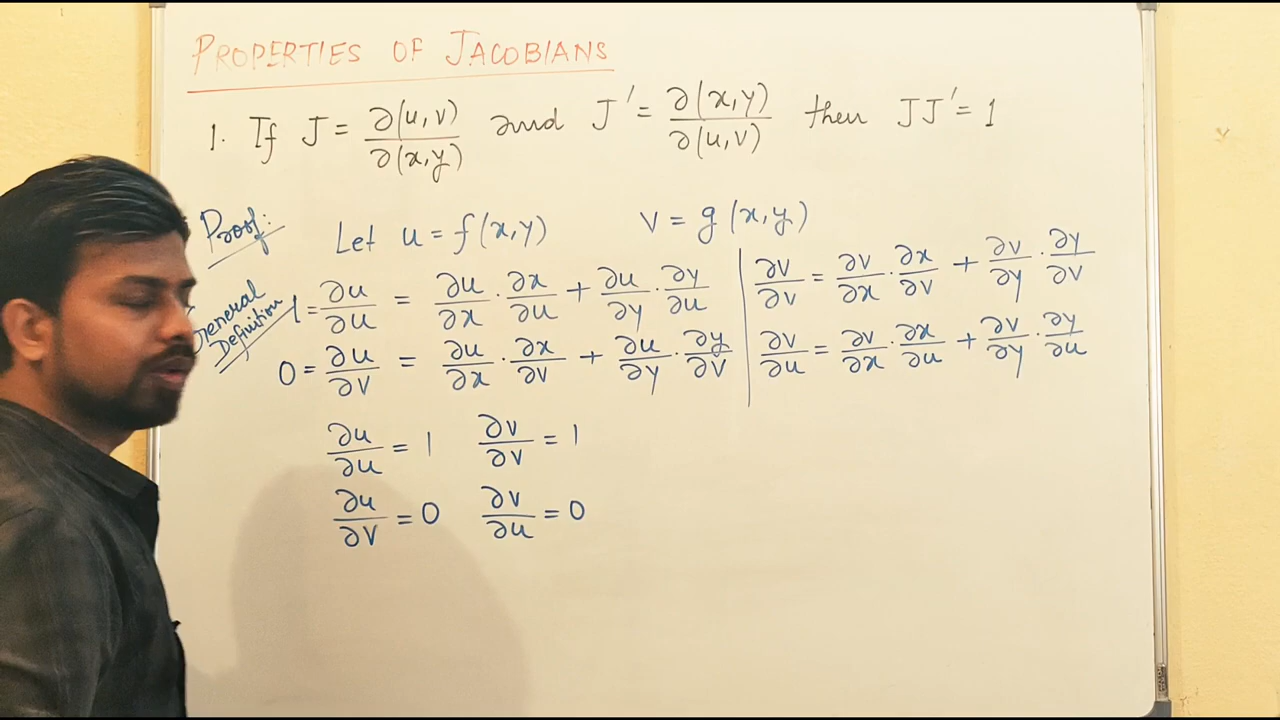 PROPERTIES OF JACOBIANS
1. If J = ∂(u,v)/∂(x,y) and J' = ∂(x,y)/∂(u,v) then JJ' = 1
Proof:
Let u = f(x,y) v = g(x,y)
General
Definition
1 = ∂u/∂u = ∂u/∂x · ∂x/∂u + ∂u/∂y · ∂y/∂u
0 = ∂u/∂v = ∂u/∂x · ∂x/∂v + ∂u/∂y · ∂y/∂v
∂v/∂v = ∂v/∂x · ∂x/∂v + ∂v/∂y · ∂y/∂v
∂v/∂u = ∂v/∂x · ∂x/∂u + ∂v/∂y · ∂y/∂u
∂u/∂u = 1 ∂v/∂v = 1
∂u/∂v = 0 ∂v/∂u = 0